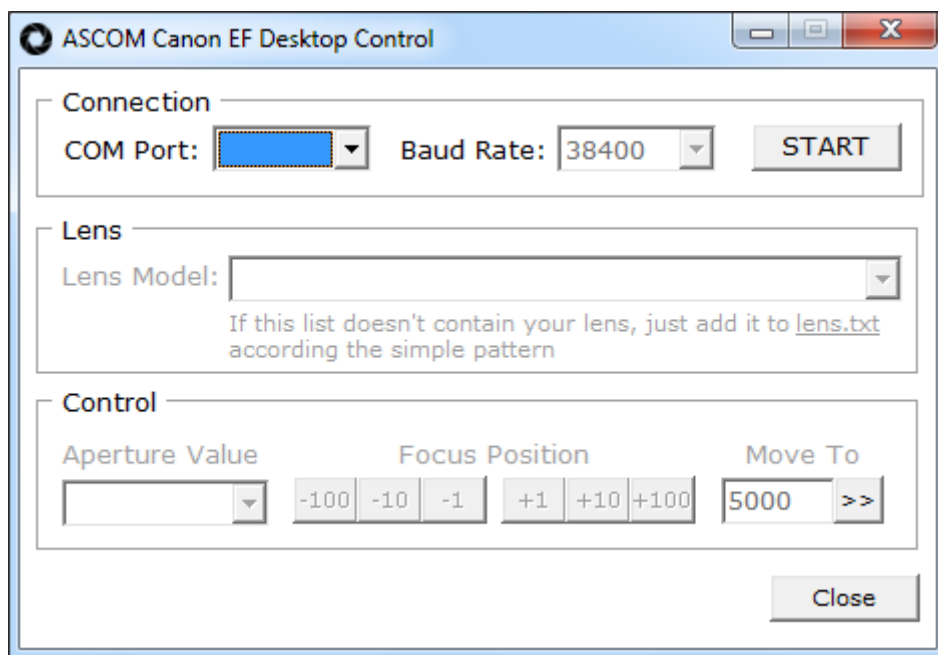 ASCOM Canon EF Desktop Control
Connection
COM Port: Baud Rate: 38400 START
Lens
Lens Model:
If this list doesn't contain your lens, just add it to lens.txt
according the simple pattern
Control
Aperture Value Focus Position Move To
-100 -10 -1 +1 +10 +100 5000 >>
Close